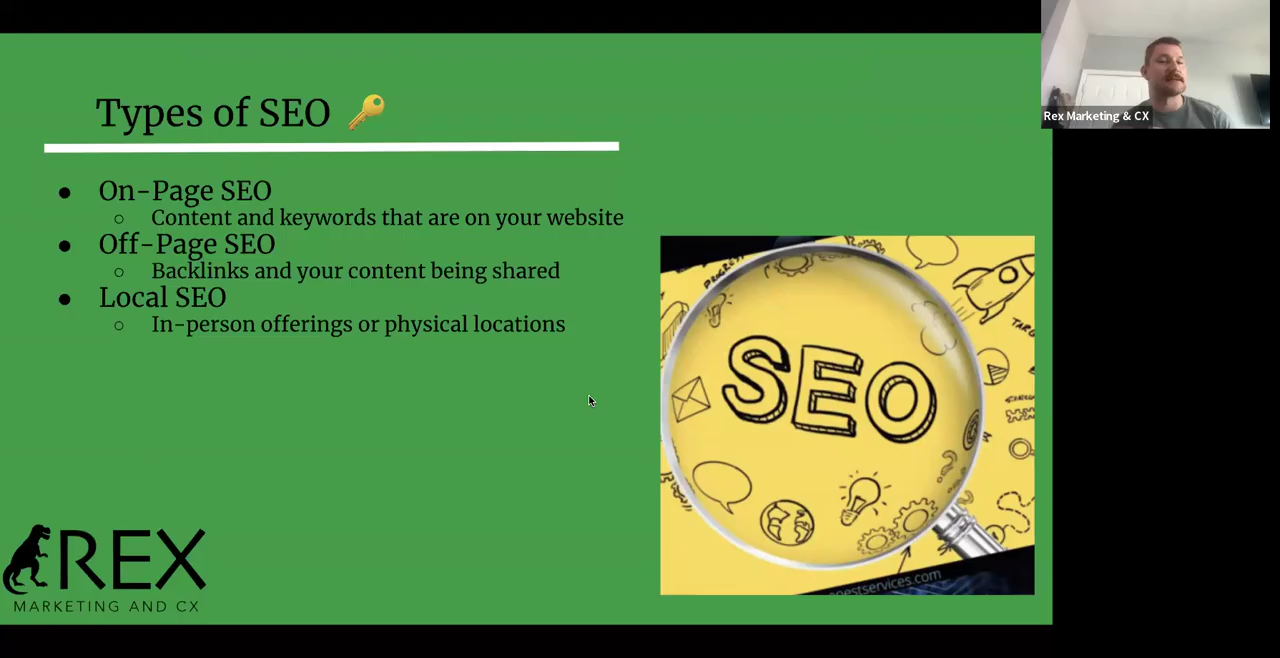 Types of SEO 🔑
● On-Page SEO
○ Content and keywords that are on your website
● Off-Page SEO
○ Backlinks and your content being shared
● Local SEO
○ In-person offerings or physical locations
SEO
REX
MARKETING AND CX
Rex Marketing & CX